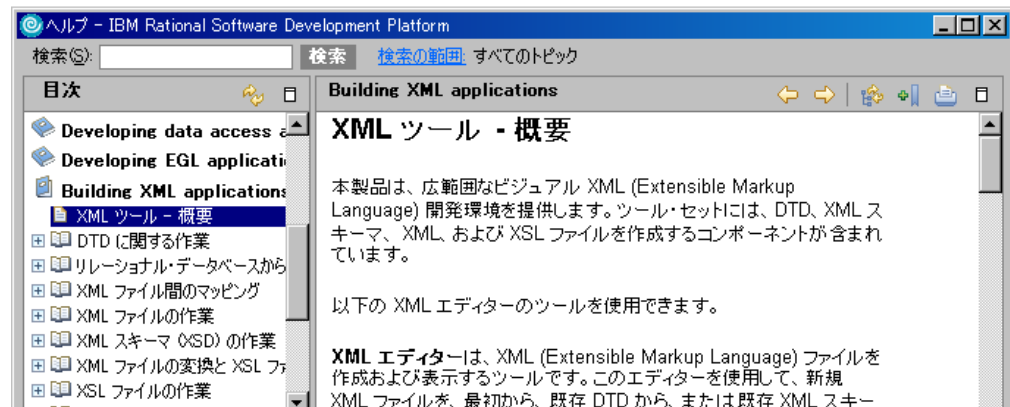 ヘルプ - IBM Rational Software Development Platform
検索(S):
検索
検索の範囲: すべてのトピック
目次
Developing data access a
Developing EGL applicati
Building XML applications
XML ツール - 概要
DTD に関する作業
リレーショナル・データベースから
XML ファイル間のマッピング
XML ファイルの作業
XML スキーマ (XSD) の作業
XML ファイルの変換と XSL ファ
XSL ファイルの作業
Building XML applications
XML ツール - 概要
本製品は、広範囲なビジュアル XML (Extensible Markup
Language) 開発環境を提供します。ツール・セットには、DTD、XML ス
キーマ、XML、および XSL ファイルを作成するコンポーネントが含まれ
ています。
以下の XML エディターのツールを使用できます。
XML エディターは、XML (Extensible Markup Language) ファイルを
作成および表示するツールです。このエディターを使用して、新規
XML ファイルを、最初から、既存 DTD から、または既存 XML スキー